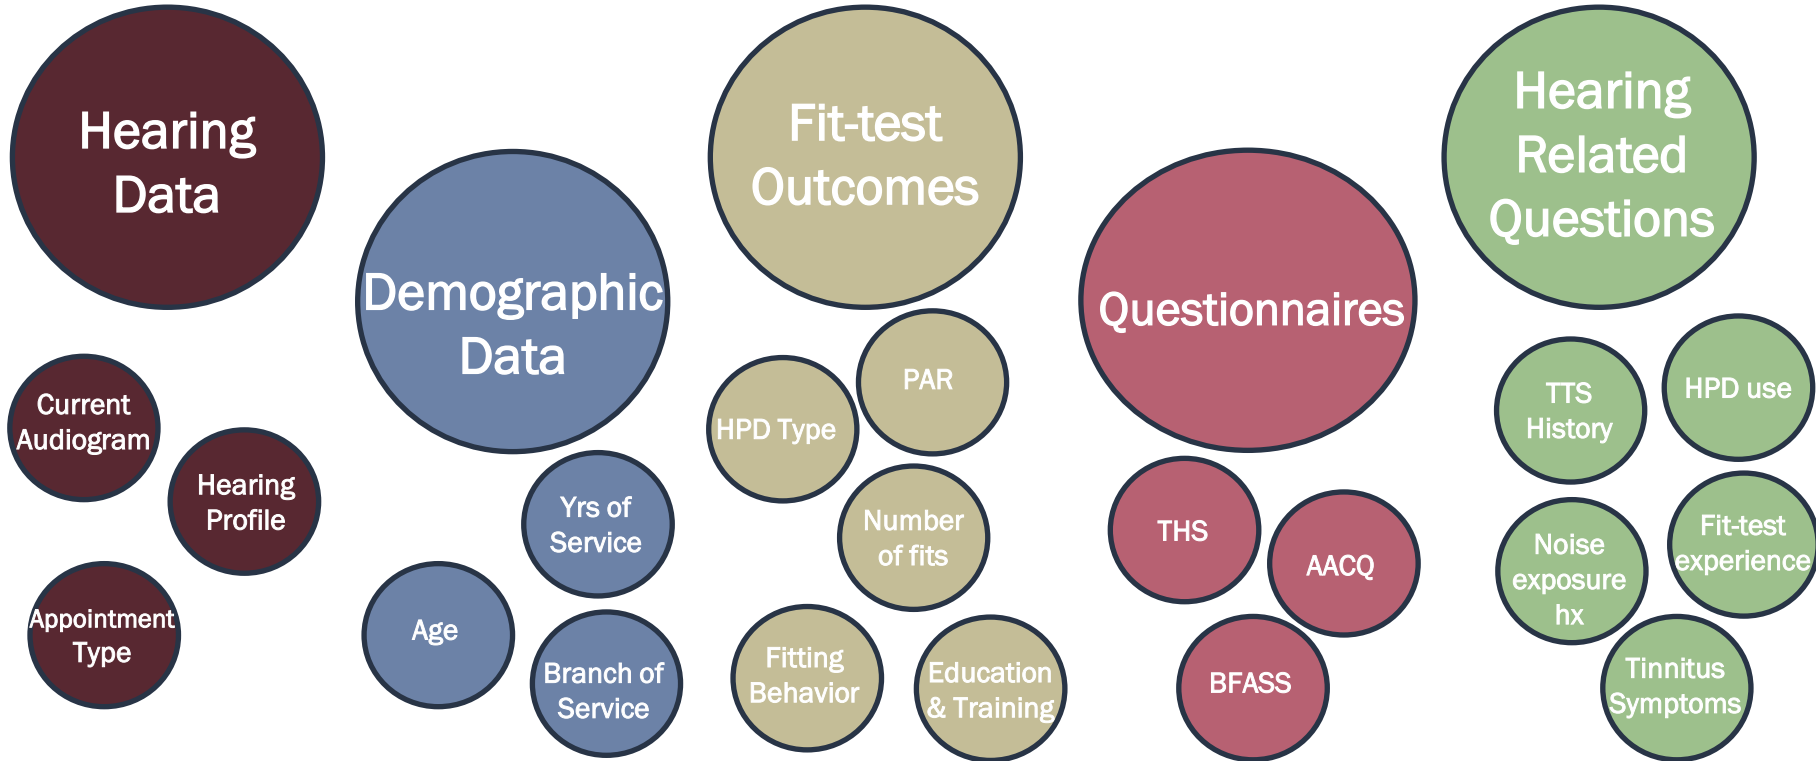 Hearing
Data
Current
Audiogram
Hearing
Profile
Appointment
Type
Demographic
Data
Yrs of
Service
Age
Branch of
Service
Fit-test
Outcomes
PAR
HPD Type
Number
of fits
Fitting
Behavior
Education
& Training
Questionnaires
THS
AACQ
BFASS
Hearing
Related
Questions
TTS
History
HPD use
Noise
exposure
hx
Fit-test
experience
Tinnitus
Symptoms